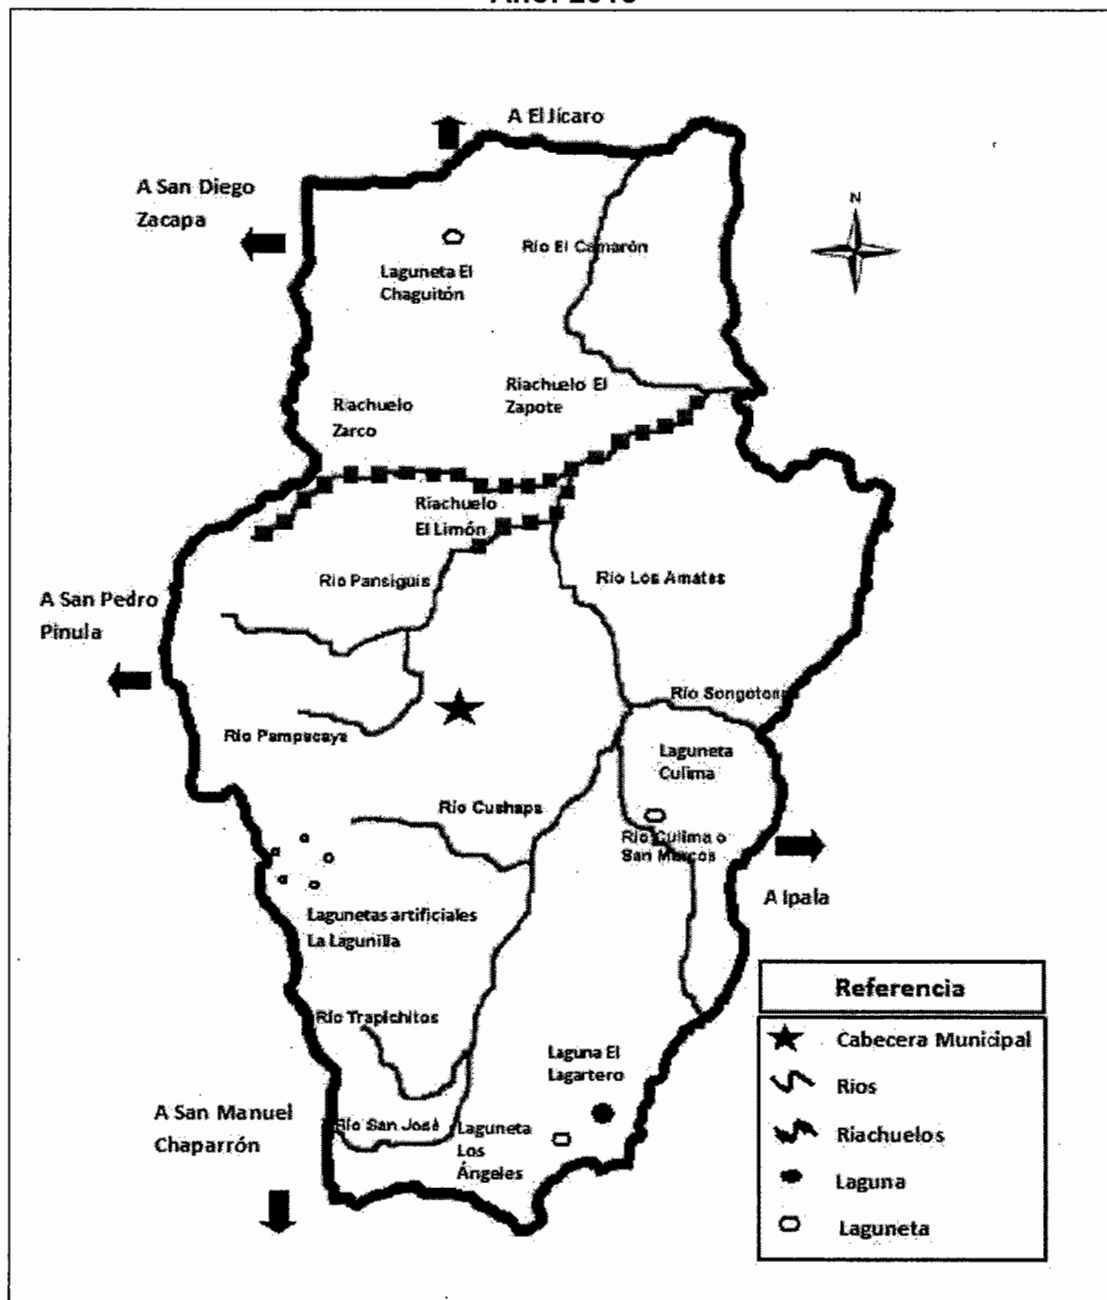 A El Jícaro
A San Diego
Zacapa
N
Río El Camarón
Laguneta El
Chaguitón
Riachuelo El
Zapote
Riachuelo
Zarco
Riachuelo
El Limón
Río Pansiguis
Río Los Amates
A San Pedro
Pinula
Río Songotongo
Río Pampacaya
Laguneta
Culima
Río Cushapa
Río Culima o
San Marcos
A Ipala
Lagunetas artificiales
La Lagunilla
Referencia
Río Trapichitos
Cabecera Municipal
Laguna El
Lagartero
Ríos
A San Manuel
Chaparrón
Río San José
Laguneta
Los
Ángeles
Riachuelos
Laguna
Laguneta